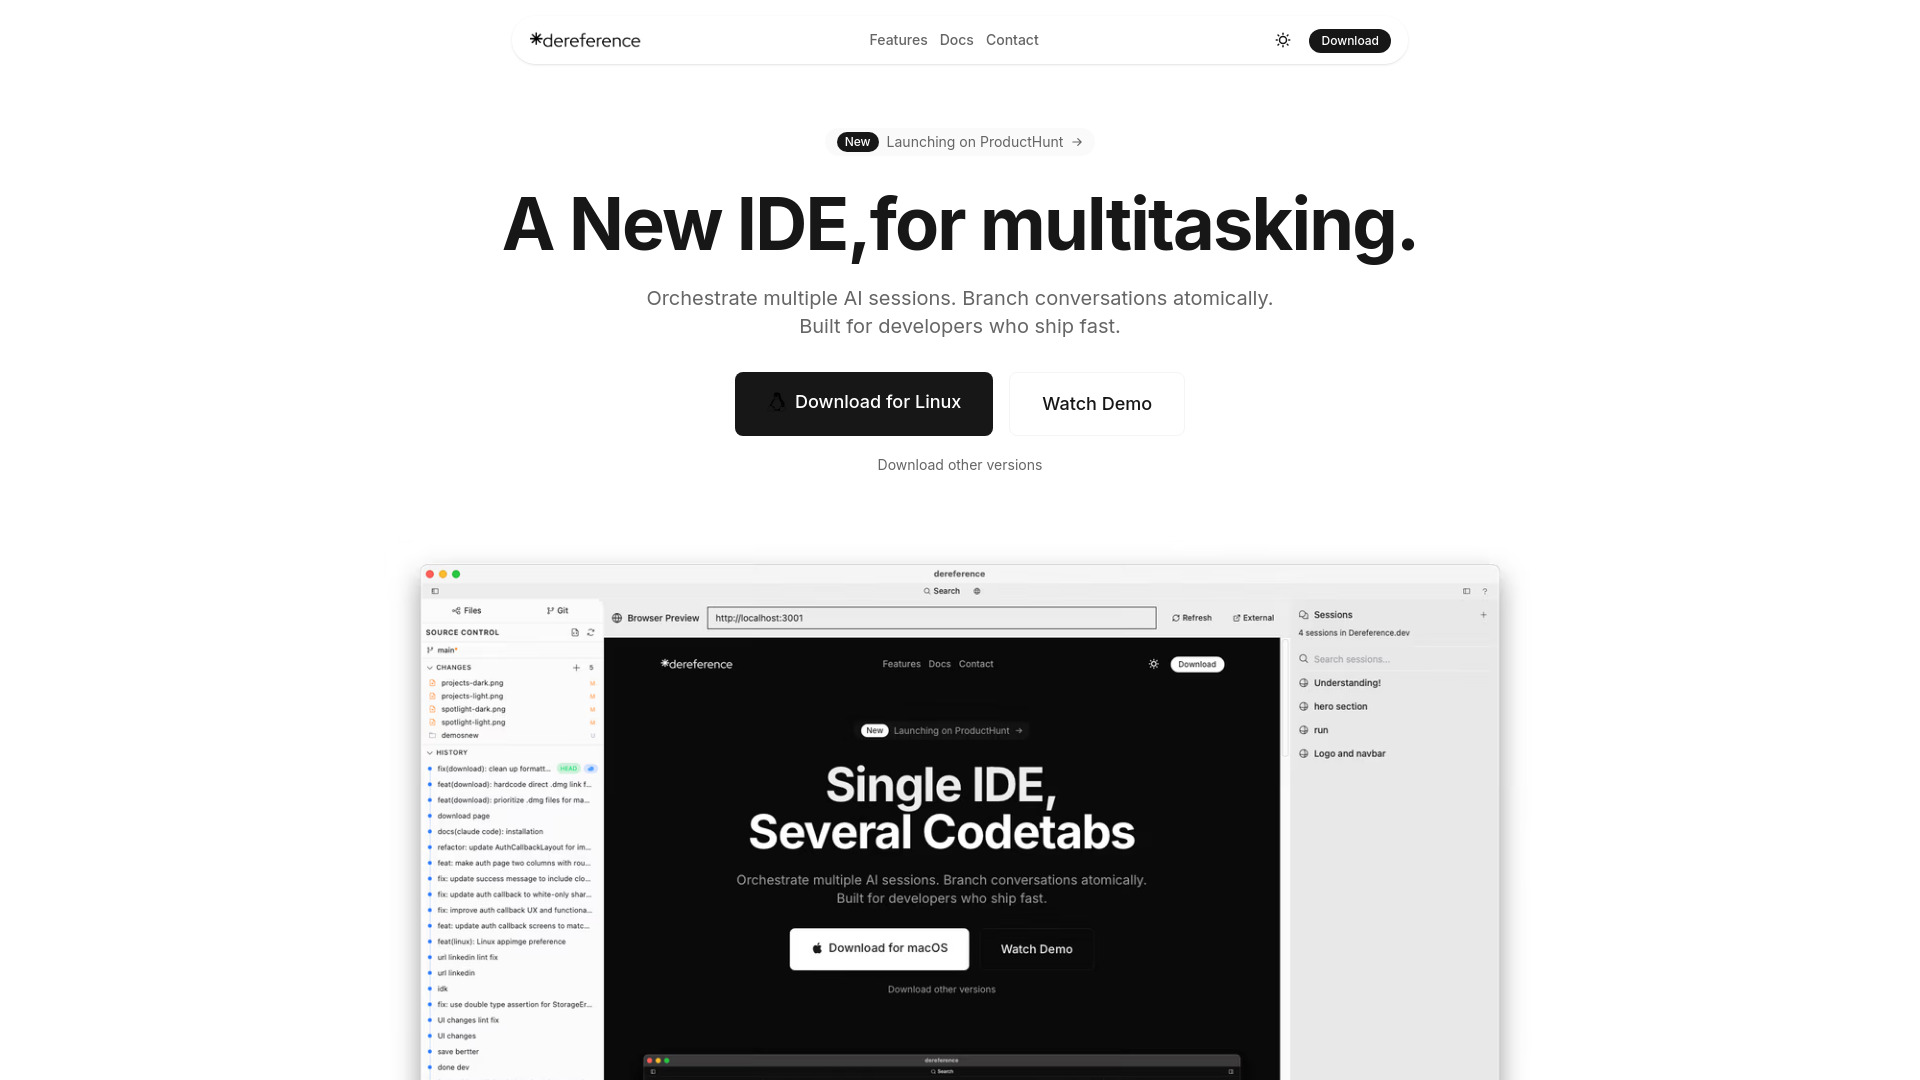 dereference
Features Docs Contact
Download
New Launching on ProductHunt →
A New IDE,for multitasking.
Orchestrate multiple AI sessions. Branch conversations atomically.
Built for developers who ship fast.
Download for Linux
Watch Demo
Download other versions
dereference
Search
?
Files
Git
SOURCE CONTROL
main*
CHANGES + 5
projects-dark.png M
projects-light.png M
spotlight-dark.png M
spotlight-light.png M
demosnew U
HISTORY
fix(download): clean up formatt... HEAD
feat(download): hardcode direct .dmg link f...
feat(download): prioritize .dmg files for ma...
download page
docs(claude code): installation
refactor: update AuthCallbackLayout for im...
feat: make auth page two columns with rou...
fix: update success message to include clo...
fix: update auth callback to white-only shar...
fix: improve auth callback UX and functiona...
feat: update auth callback screens to matc...
feat(linux): Linux appimge preference
url linkedin lint fix
url linkedin
idk
fix: use double type assertion for StorageEr...
UI changes lint fix
UI changes
save bertter
done dev
Browser Preview
http://localhost:3001
Refresh
External
dereference
Features Docs Contact
Download
New Launching on ProductHunt →
Single IDE,
Several Codetabs
Orchestrate multiple AI sessions. Branch conversations atomically.
Built for developers who ship fast.
Download for macOS
Watch Demo
Download other versions
dereference
Search
Sessions +
4 sessions in Dereference.dev
Search sessions...
Understanding!
hero section
run
Logo and navbar